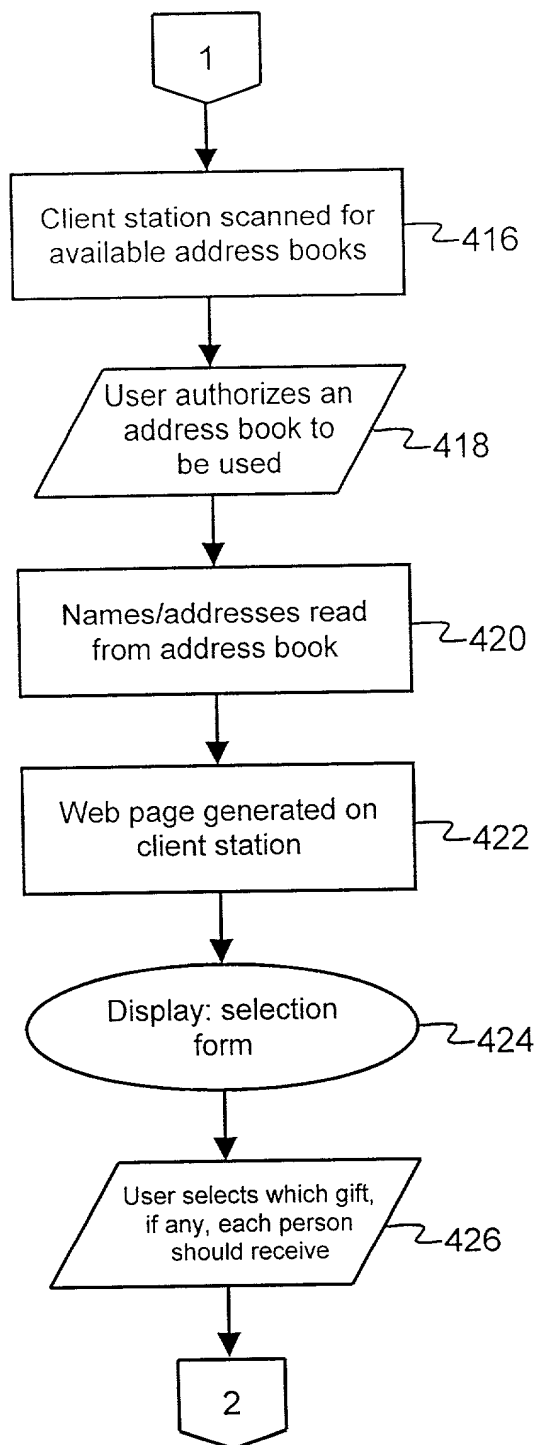 1
Client station scanned for
available address books
416
User authorizes an
address book to
be used
418
Names/addresses read
from address book
420
Web page generated on
client station
422
Display: selection
form
424
User selects which gift,
if any, each person
should receive
426
2